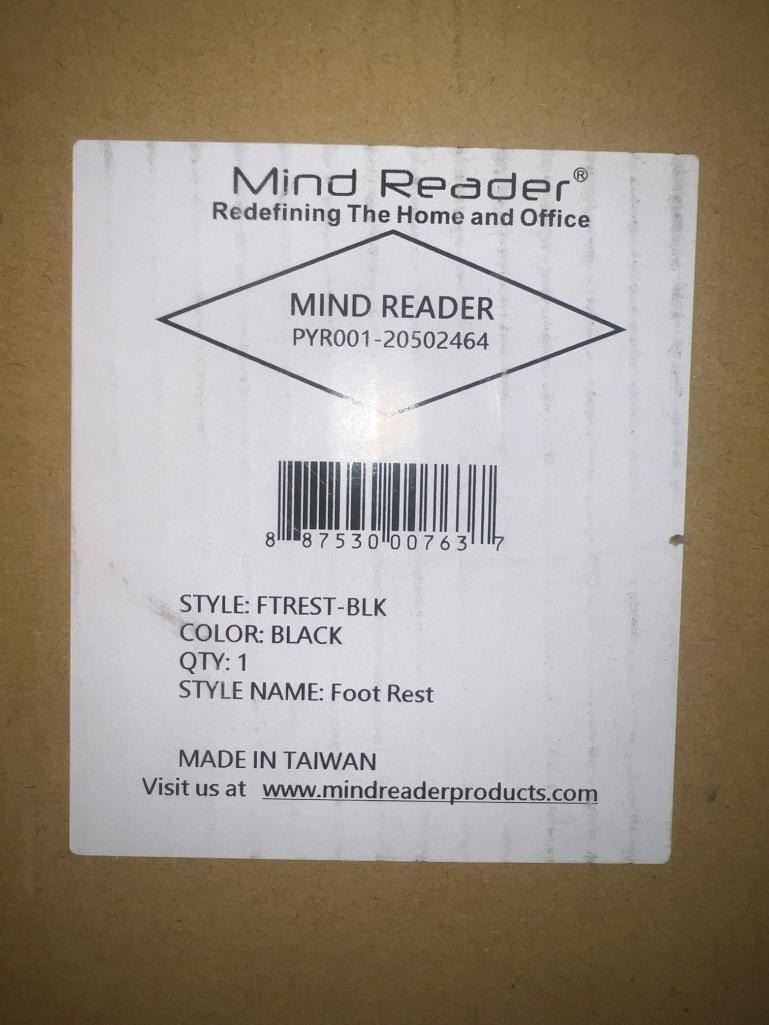 Mind Reader®
Redefining The Home and Office
MIND READER
PYR001-20502464
8 87530 00763 7
STYLE: FTREST-BLK
COLOR: BLACK
QTY: 1
STYLE NAME: Foot Rest
MADE IN TAIWAN
Visit us at www.mindreaderproducts.com